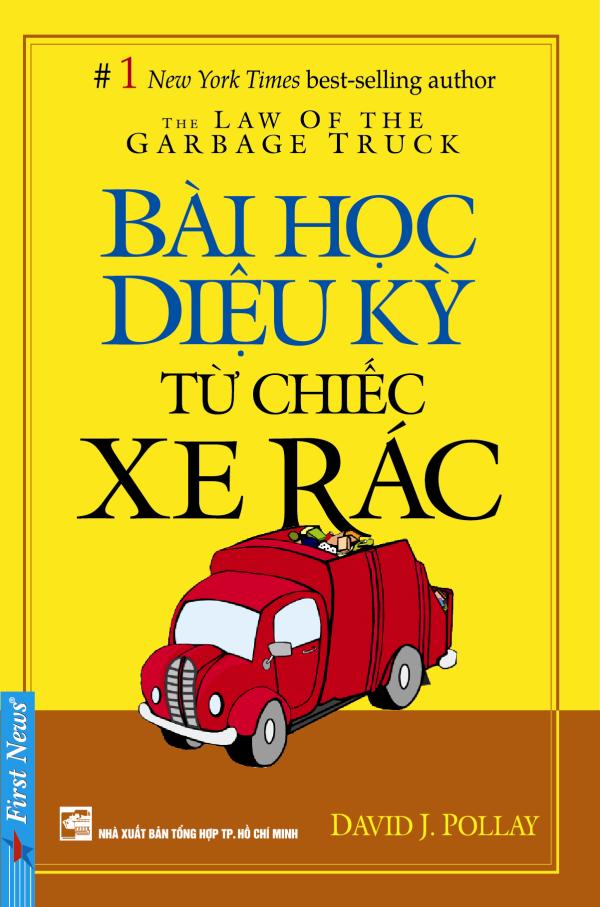 # 1 New York Times best-selling author
THE LAW OF THE
GARBAGE TRUCK
BÀI HỌC
DIỆU KỲ
TỪ CHIẾC
XE RÁC
First News®
NHÀ XUẤT BẢN TỔNG HỢP TP. HỒ CHÍ MINH
DAVID J. POLLAY